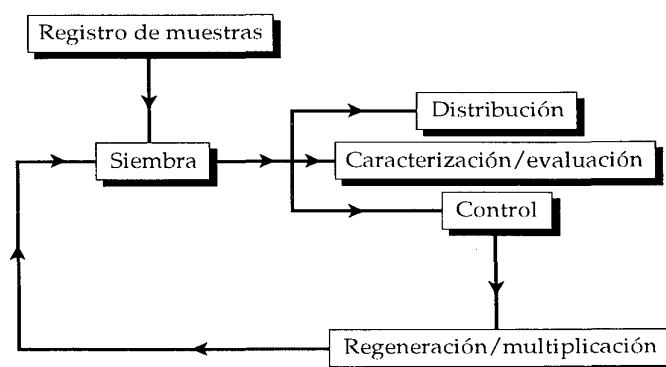 Registro de muestras
Distribución
Siembra
Caracterización/evaluación
Control
Regeneración/multiplicación